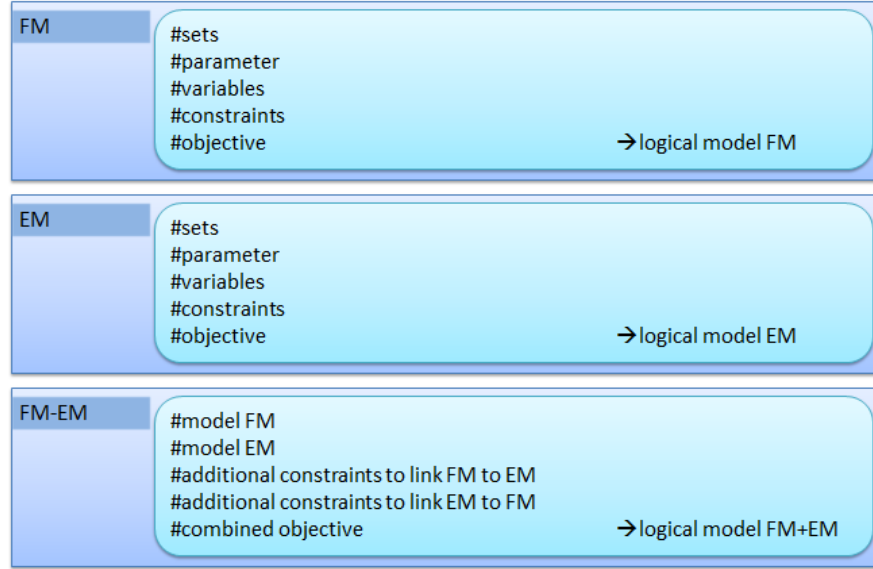 FM
#sets
#parameter
#variables
#constraints
#objective →logical model FM
EM
#sets
#parameter
#variables
#constraints
#objective →logical model EM
FM-EM
#model FM
#model EM
#additional constraints to link FM to EM
#additional constraints to link EM to FM
#combined objective →logical model FM+EM